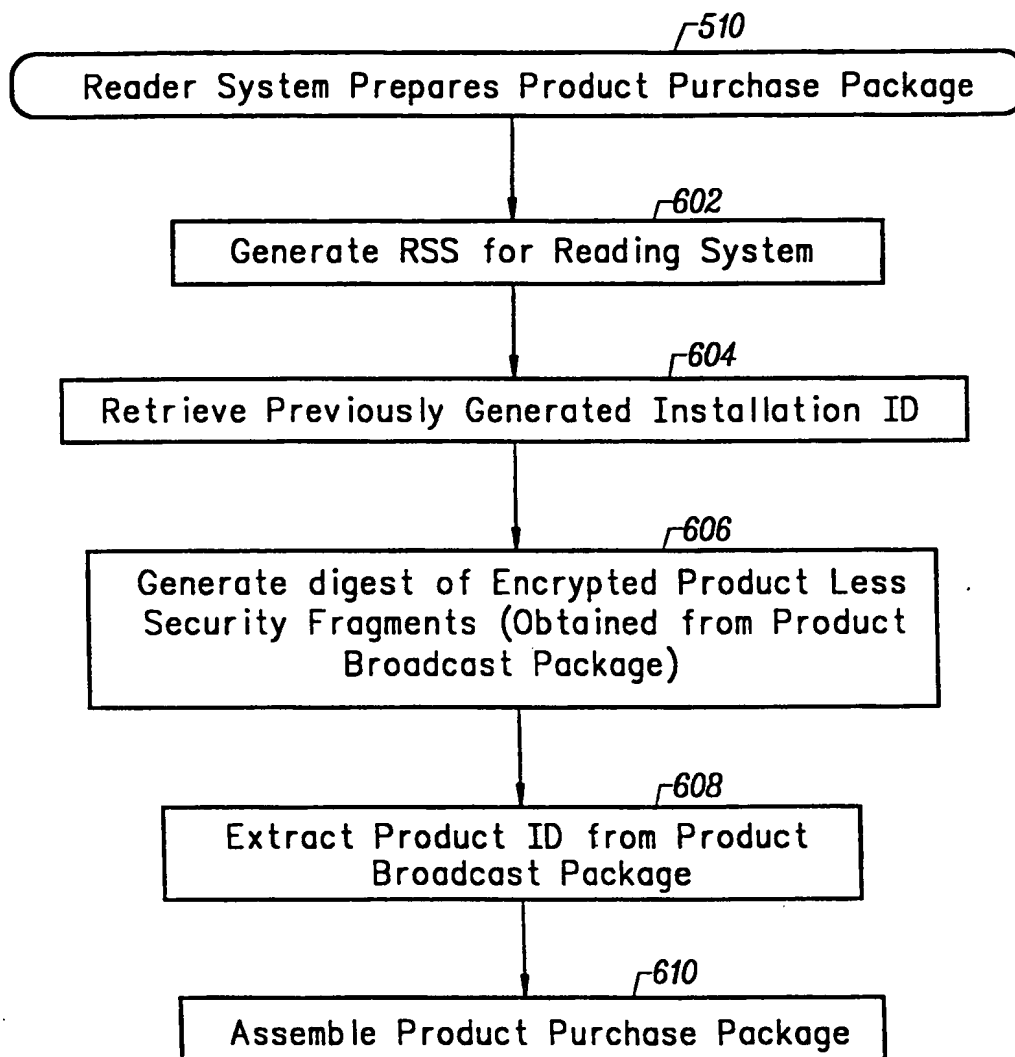 510
Reader System Prepares Product Purchase Package
602
Generate RSS for Reading System
604
Retrieve Previously Generated Installation ID
606
Generate digest of Encrypted Product Less
Security Fragments (Obtained from Product
Broadcast Package)
608
Extract Product ID from Product
Broadcast Package
610
Assemble Product Purchase Package